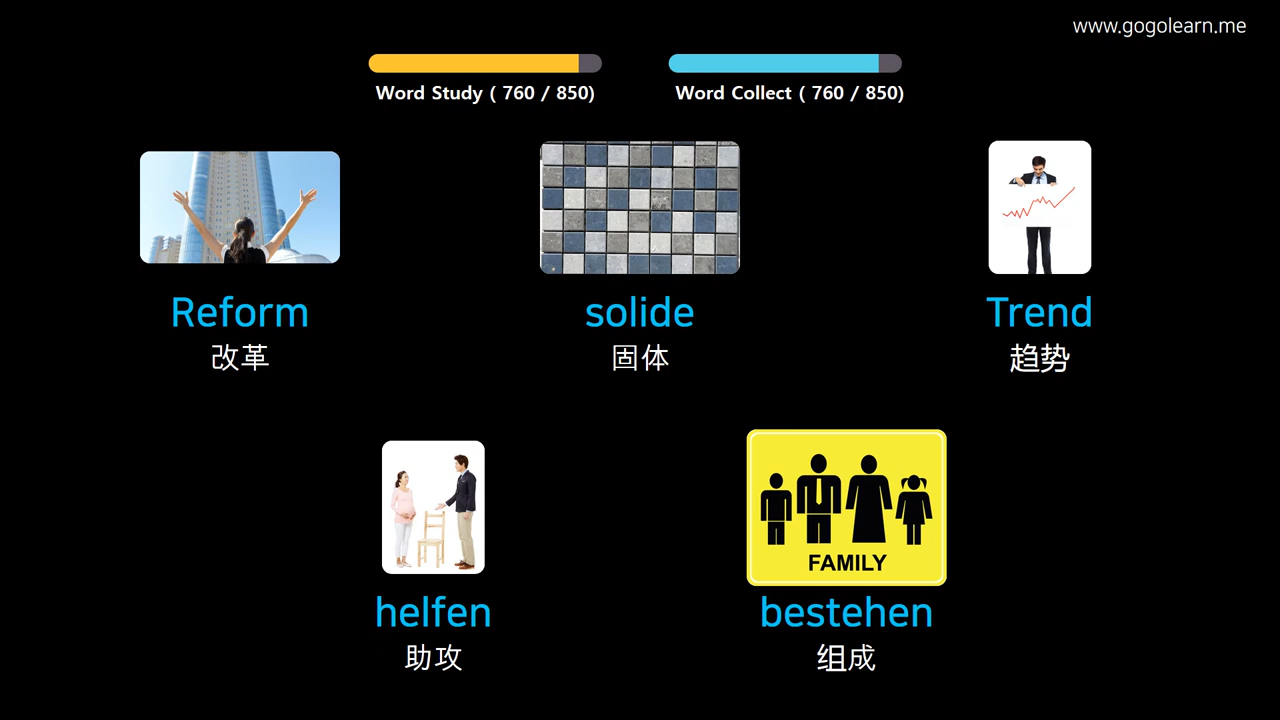 www.gogolearn.me
Word Study ( 760 / 850)
Word Collect ( 760 / 850)
Reform
改革
solide
固体
Trend
趋势
helfen
助攻
FAMILY
bestehen
组成